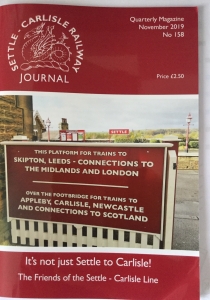 SETTLE - CARLISLE RAILWAY
JOURNAL
Quarterly Magazine
November 2019
No 158
Price £2.50
SETTLE
THIS PLATFORM FOR TRAINS TO
SKIPTON, LEEDS - CONNECTIONS TO
THE MIDLANDS AND LONDON
OVER THE FOOTBRIDGE FOR TRAINS TO
APPLEBY, CARLISLE, NEWCASTLE
AND CONNECTIONS TO SCOTLAND
It's not just Settle to Carlisle!
The Friends of the Settle - Carlisle Line